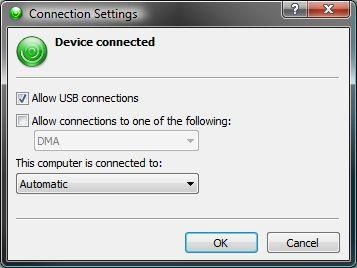 Connection Settings
?
Device connected
Allow USB connections
Allow connections to one of the following:
DMA
This computer is connected to:
Automatic
OK
Cancel